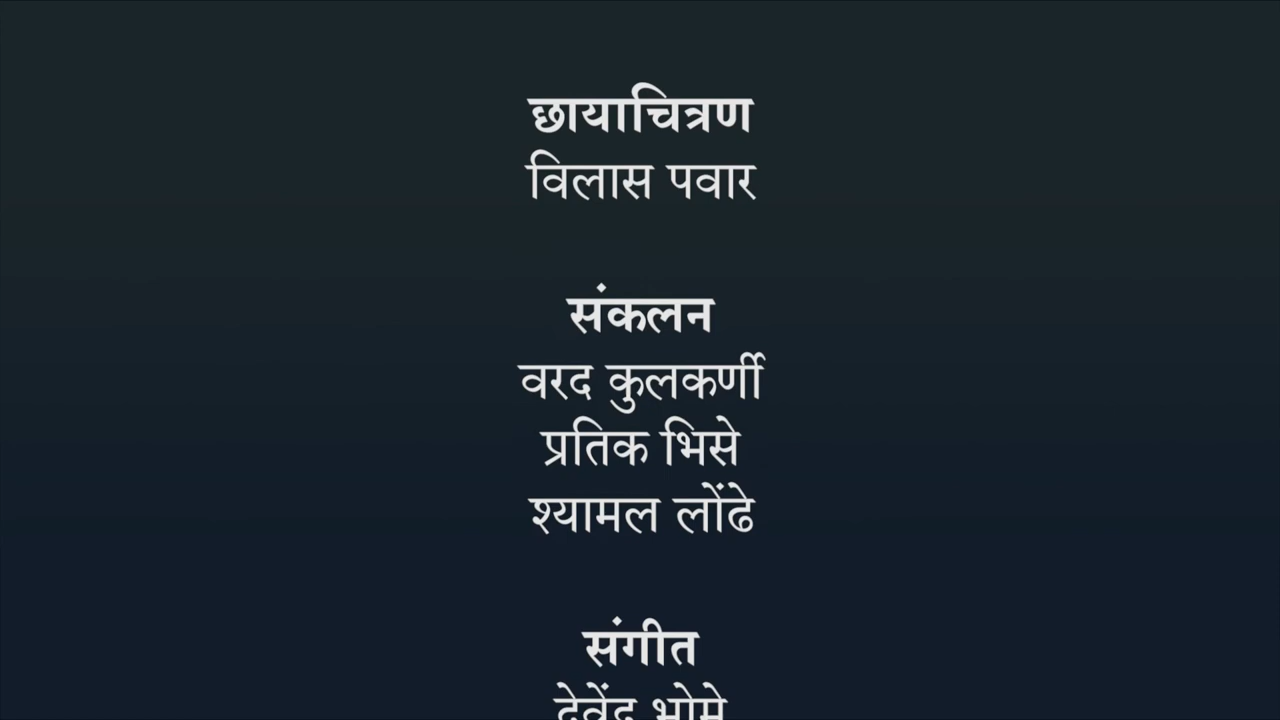 छायाचित्रण
विलास पवार
संकलन
वरद कुलकर्णी
प्रतिक भिसे
श्यामल लोंढे
संगीत